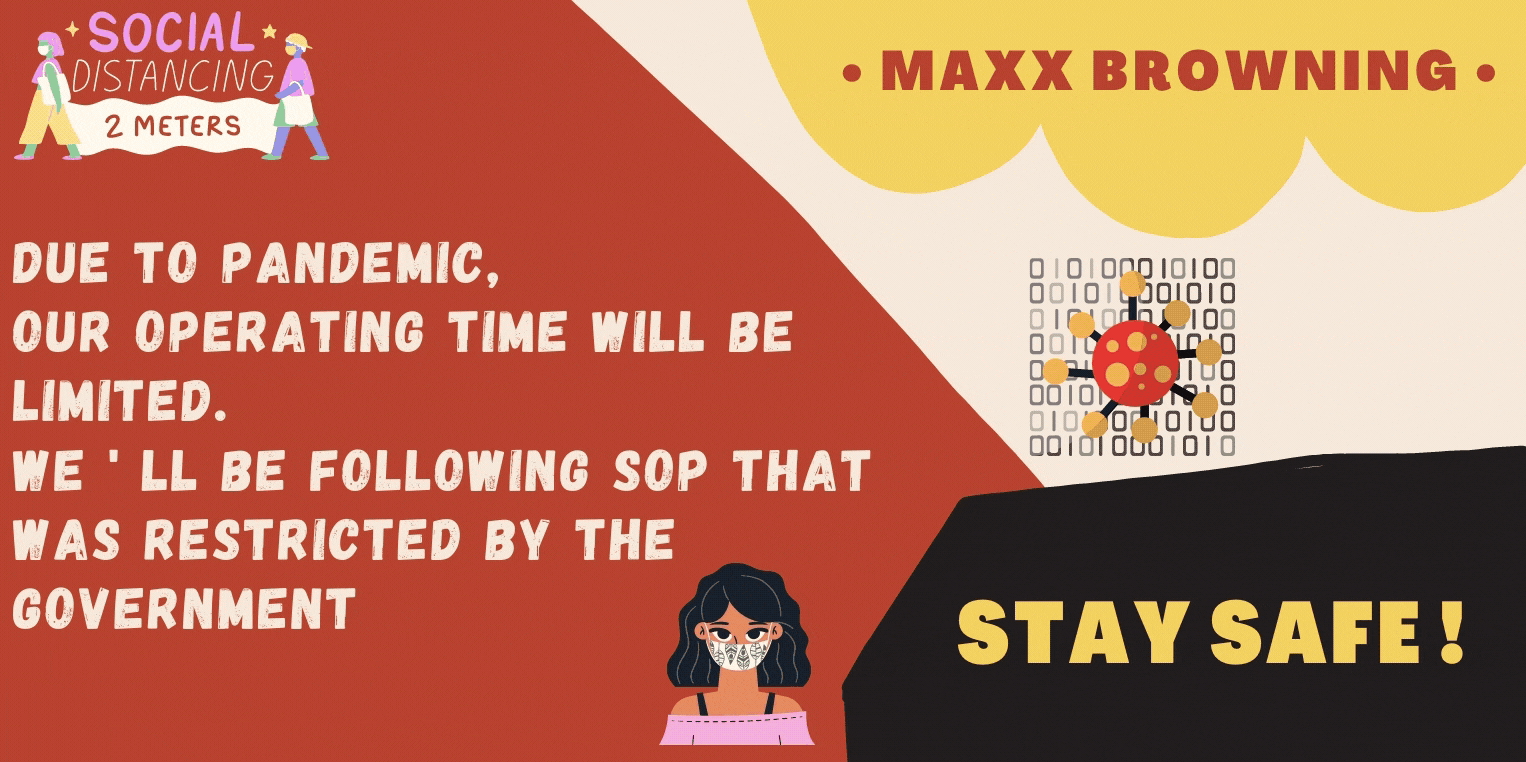 SOCIAL
DISTANCING
2 METERS
• MAXX BROWNING •
DUE TO PANDEMIC,
OUR OPERATING TIME WILL BE
LIMITED.
WE ' LL BE FOLLOWING SOP THAT
WAS RESTRICTED BY THE
GOVERNMENT
STAY SAFE !